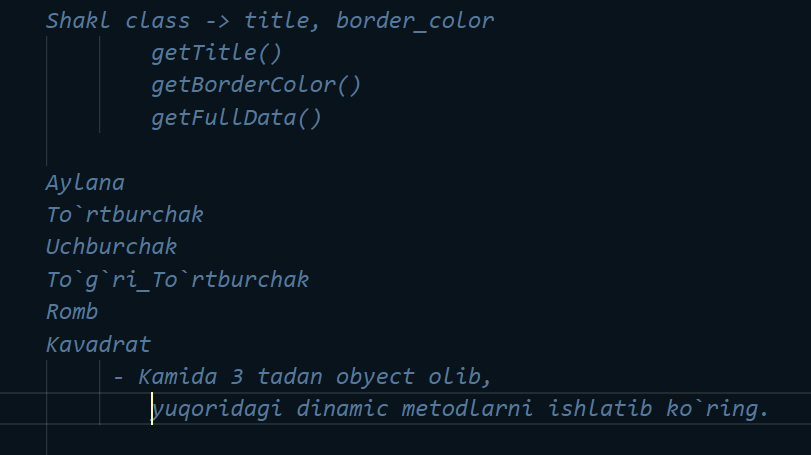 Shakl class -> title, border_color
getTitle()
getBorderColor()
getFullData()
Aylana
To`rtburchak
Uchburchak
To`g`ri_To`rtburchak
Romb
Kavadrat
- Kamida 3 tadan obyect olib,
yuqoridagi dinamic metodlarni ishlatib ko`ring.